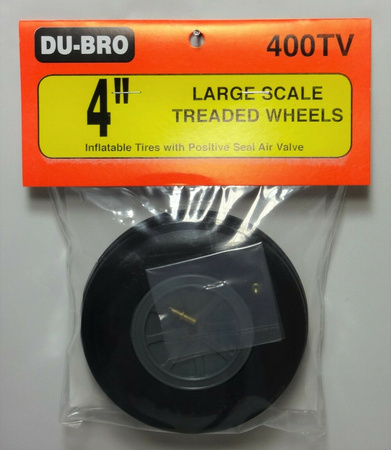 DU-BRO 400TV
4"
LARGE SCALE
TREADED WHEELS
Inflatable Tires with Positive Seal Air Valve